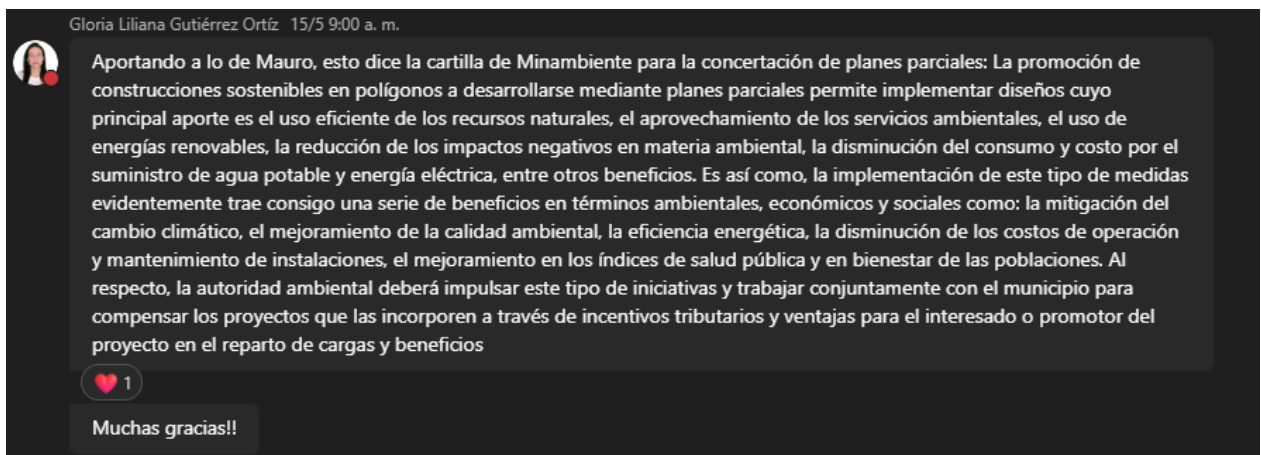 Gloria Liliana Gutiérrez Ortíz 15/5 9:00 a. m.
Aportando a lo de Mauro, esto dice la cartilla de Minambiente para la concertación de planes parciales: La promoción de
construcciones sostenibles en polígonos a desarrollarse mediante planes parciales permite implementar diseños cuyo
principal aporte es el uso eficiente de los recursos naturales, el aprovechamiento de los servicios ambientales, el uso de
energías renovables, la reducción de los impactos negativos en materia ambiental, la disminución del consumo y costo por el
suministro de agua potable y energía eléctrica, entre otros beneficios. Es así como, la implementación de este tipo de medidas
evidentemente trae consigo una serie de beneficios en términos ambientales, económicos y sociales como: la mitigación del
cambio climático, el mejoramiento de la calidad ambiental, la eficiencia energética, la disminución de los costos de operación
y mantenimiento de instalaciones, el mejoramiento en los índices de salud pública y en bienestar de las poblaciones. Al
respecto, la autoridad ambiental deberá impulsar este tipo de iniciativas y trabajar conjuntamente con el municipio para
compensar los proyectos que las incorporen a través de incentivos tributarios y ventajas para el interesado o promotor del
proyecto en el reparto de cargas y beneficios
1
Muchas gracias!!